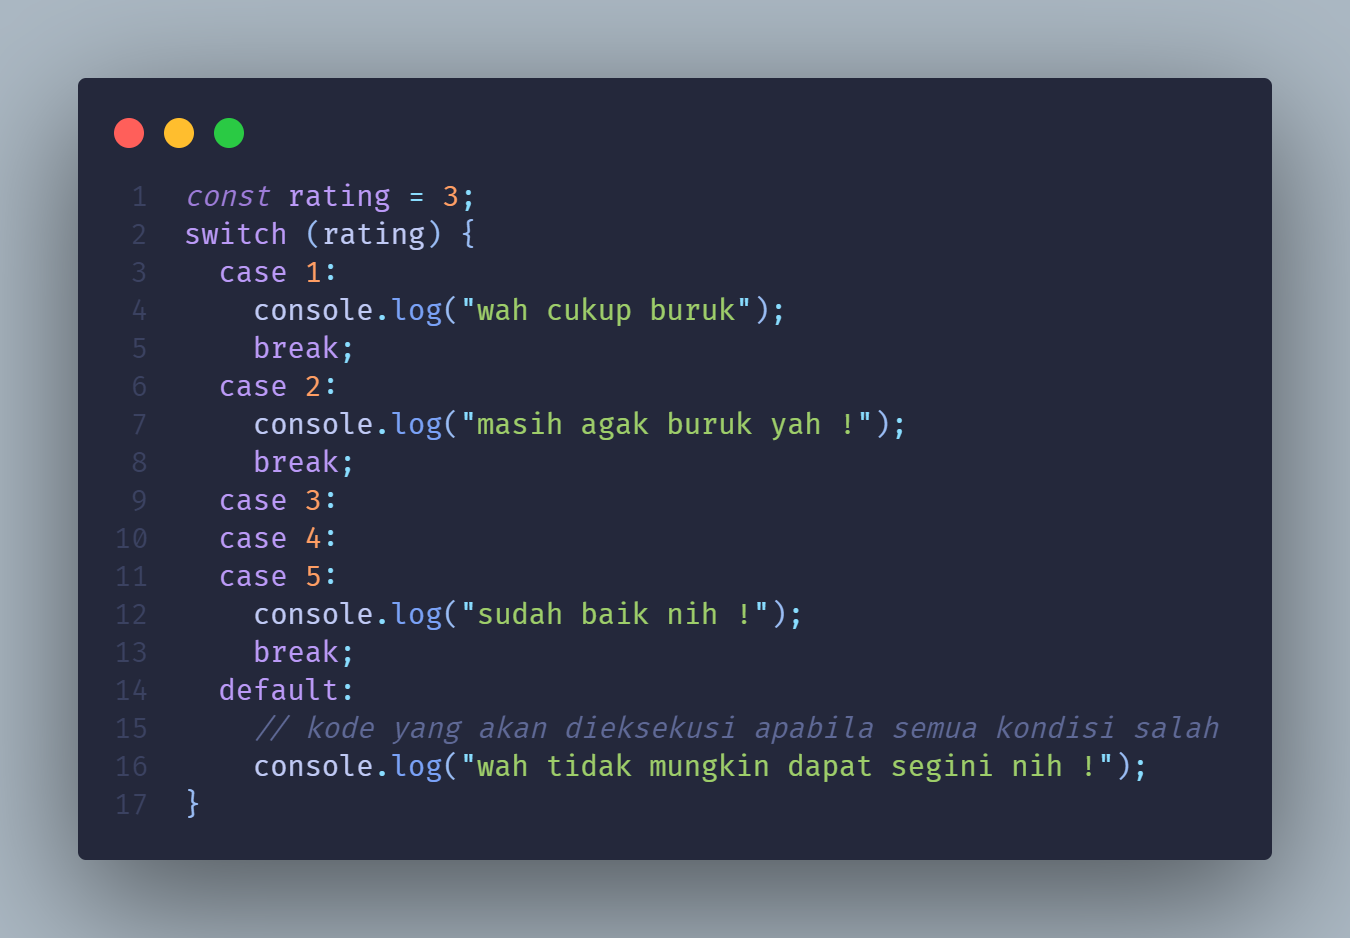 1 const rating = 3;
2 switch (rating) {
3   case 1:
4     console.log("wah cukup buruk");
5     break;
6   case 2:
7     console.log("masih agak buruk yah !");
8     break;
9   case 3:
10   case 4:
11   case 5:
12     console.log("sudah baik nih !");
13     break;
14   default:
15     // kode yang akan dieksekusi apabila semua kondisi salah
16     console.log("wah tidak mungkin dapat segini nih !");
17 }